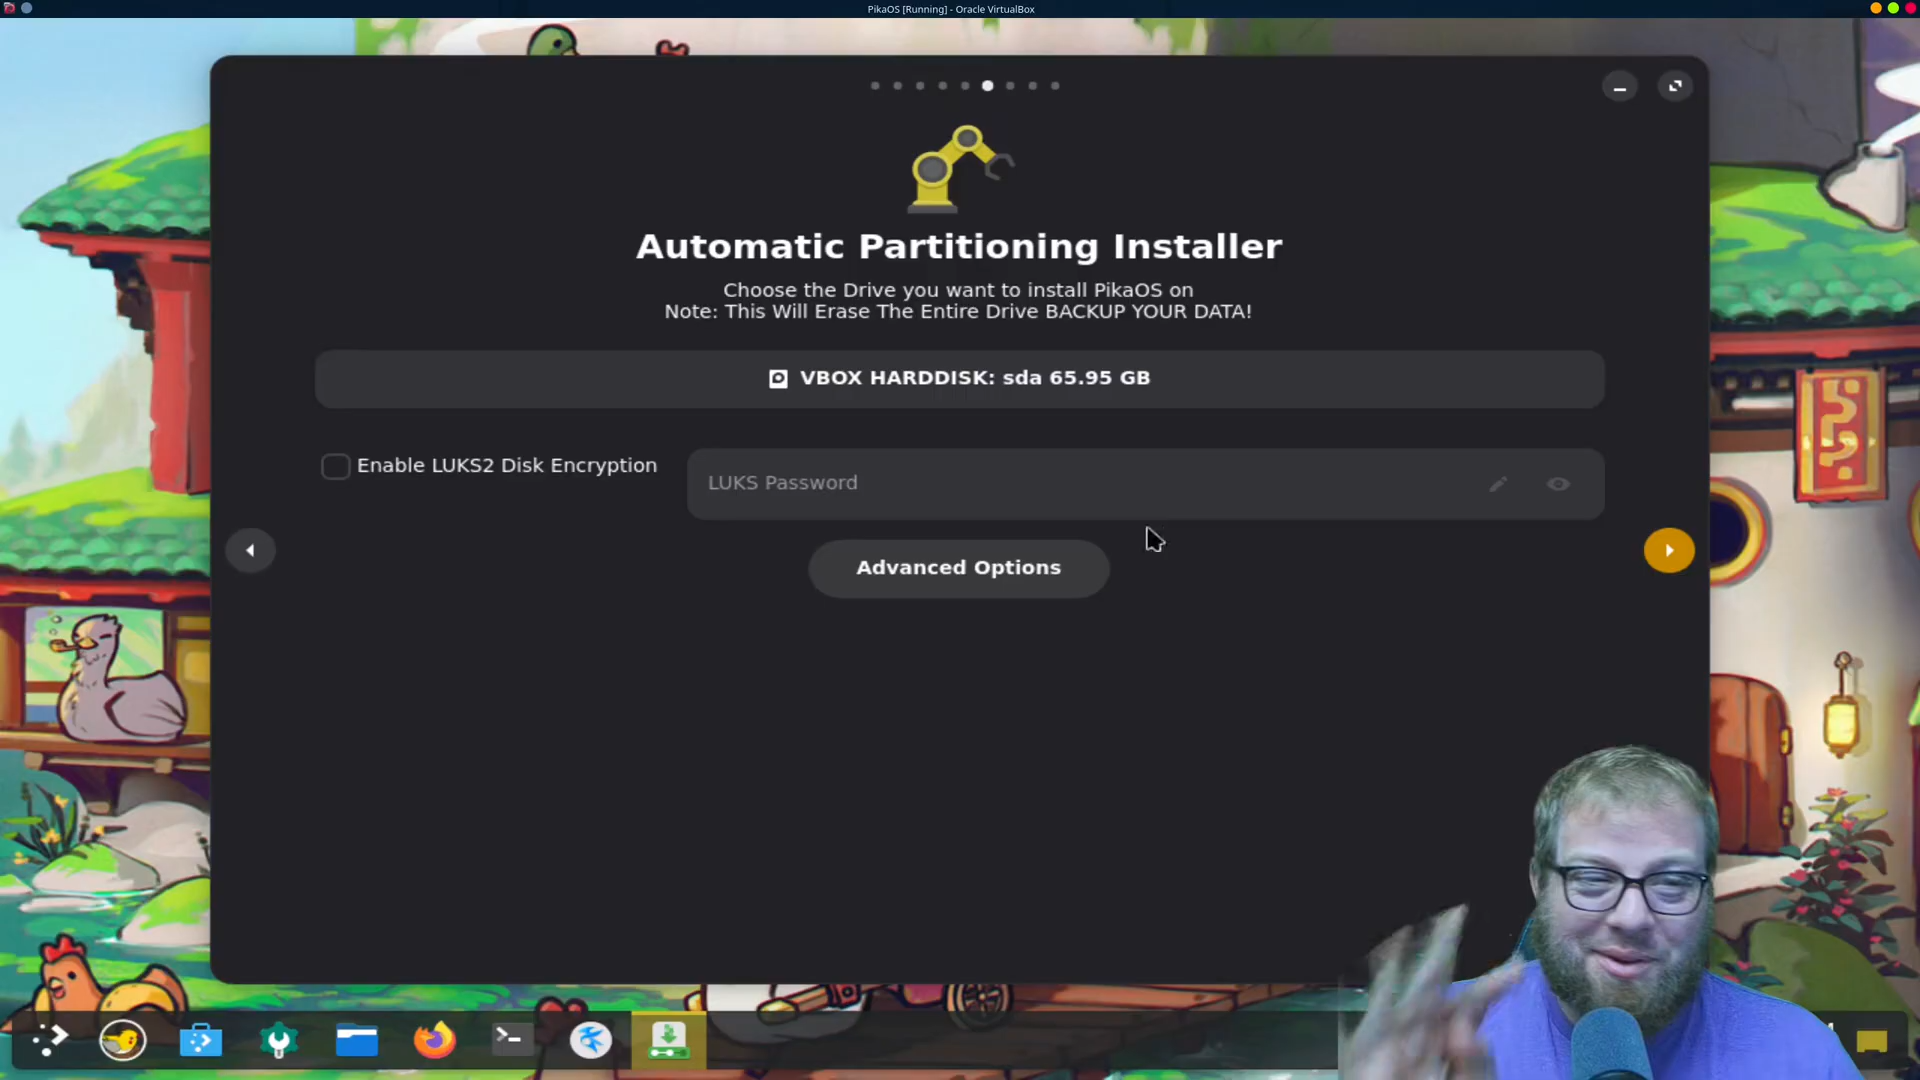 PikaOS [Running] - Oracle VirtualBox
Automatic Partitioning Installer
Choose the Drive you want to install PikaOS on
Note: This Will Erase The Entire Drive BACKUP YOUR DATA!
VBOX HARDDISK: sda 65.95 GB
Enable LUKS2 Disk Encryption
LUKS Password
Advanced Options